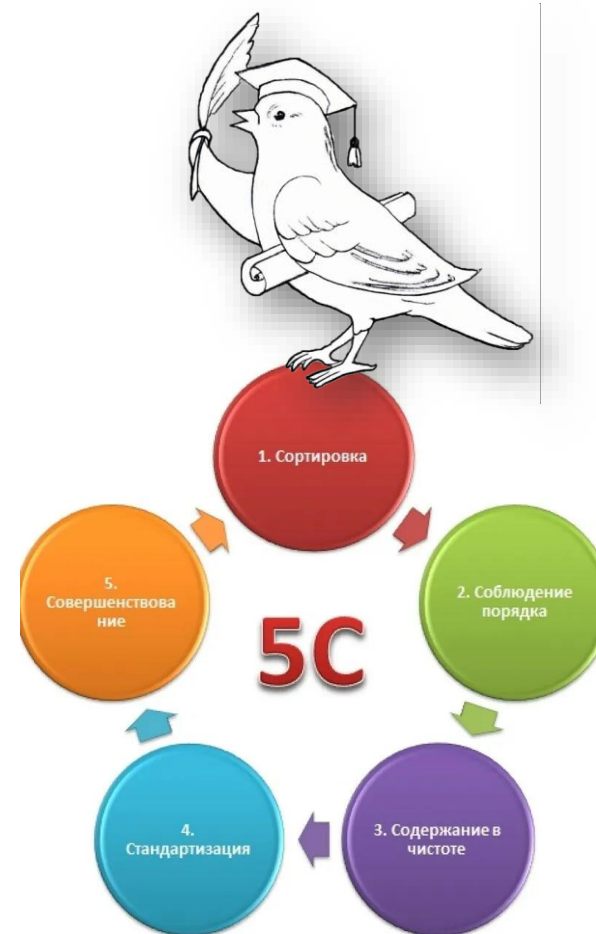 1. Сортировка
2. Соблюдение
порядка
3. Содержание в
чистоте
4.
Стандартизация
5.
Совершенствова
ние
5С